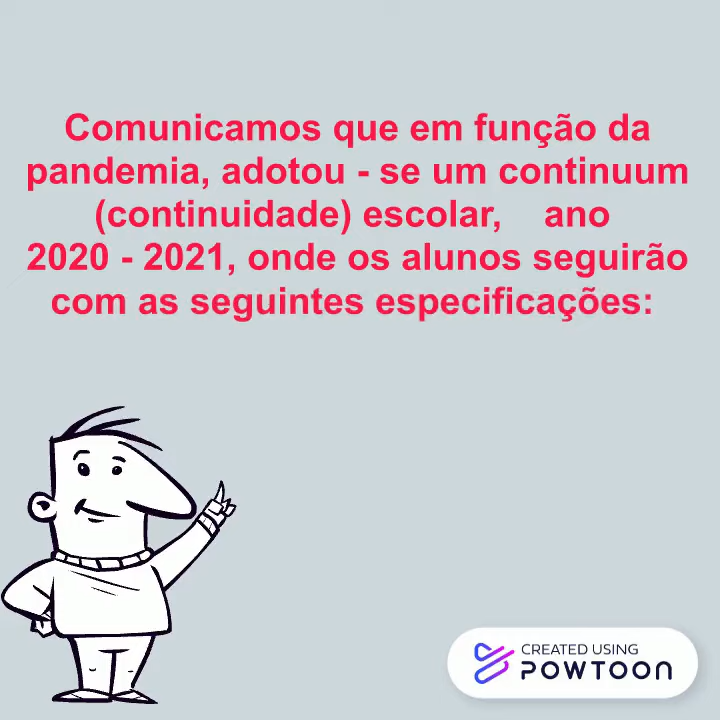 Comunicamos que em função da
pandemia, adotou - se um continuum
(continuidade) escolar, ano
2020 - 2021, onde os alunos seguirão
com as seguintes especificações:
CREATED USING
POWTOON